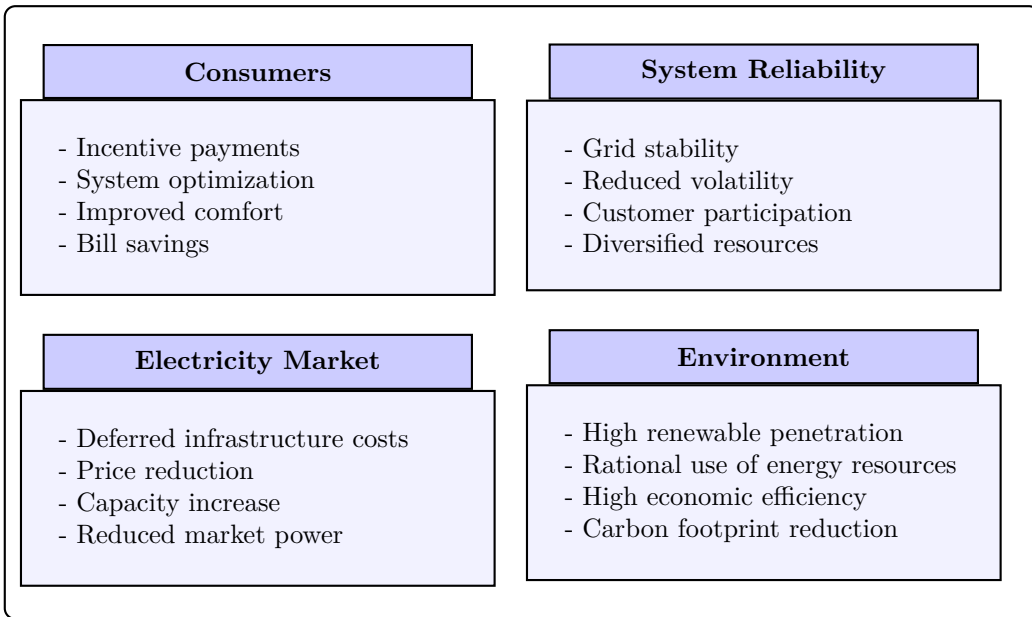 Consumers
- Incentive payments
- System optimization
- Improved comfort
- Bill savings
System Reliability
- Grid stability
- Reduced volatility
- Customer participation
- Diversified resources
Electricity Market
- Deferred infrastructure costs
- Price reduction
- Capacity increase
- Reduced market power
Environment
- High renewable penetration
- Rational use of energy resources
- High economic efficiency
- Carbon footprint reduction